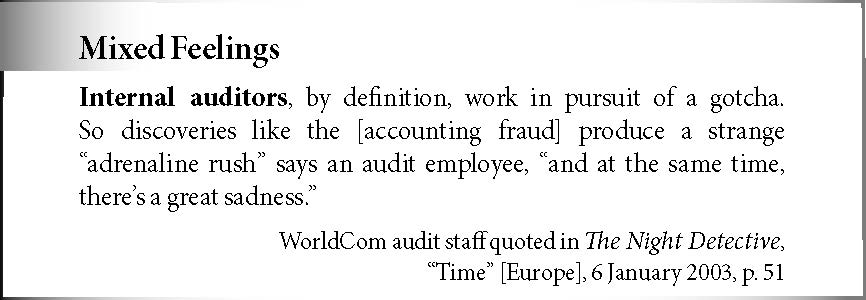 Mixed Feelings
Internal auditors, by definition, work in pursuit of a gotcha.
So discoveries like the [accounting fraud] produce a strange
“adrenaline rush” says an audit employee, “and at the same time,
there’s a great sadness.”
WorldCom audit staff quoted in The Night Detective,
“Time” [Europe], 6 January 2003, p. 51